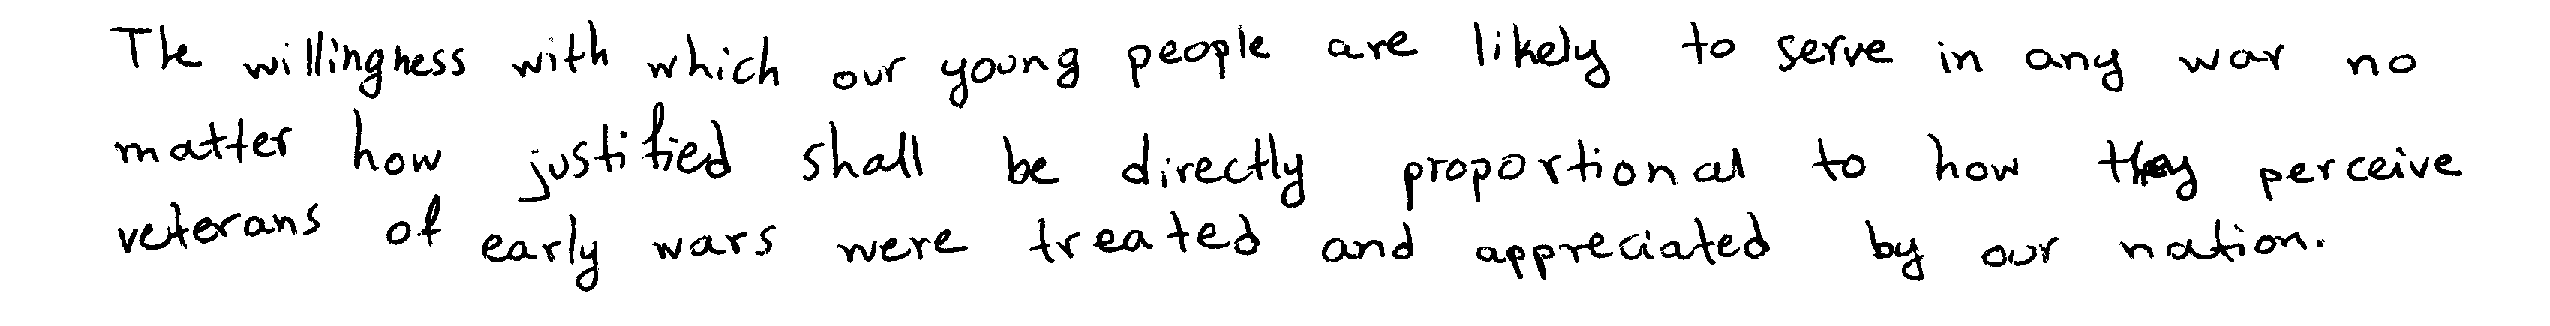 The willingness with which our young people are likely to serve in any war no
matter how justified shall be directly proportional to how they perceive
veterans of early wars were treated and appreciated by our nation.